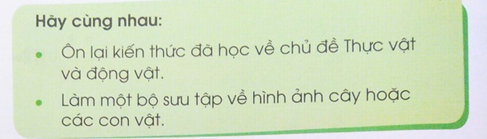 Hãy cùng nhau:
• Ôn lại kiến thức đã học về chủ đề Thực vật
và động vật.
• Làm một bộ sưu tập về hình ảnh cây hoặc
các con vật.